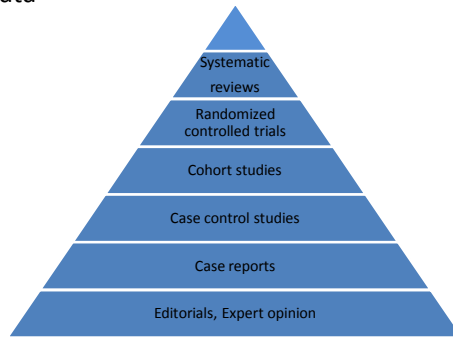 Systematic
reviews
Randomized
controlled trials
Cohort studies
Case control studies
Case reports
Editorials, Expert opinion